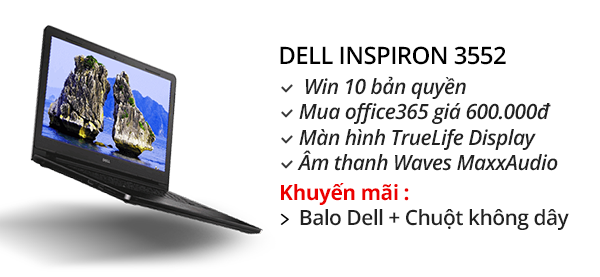 DELL INSPIRON 3552
Win 10 bản quyền
Mua office365 giá 600.000đ
Màn hình TrueLife Display
Âm thanh Waves MaxxAudio
Khuyến mãi :
> Balo Dell + Chuột không dây
DELL